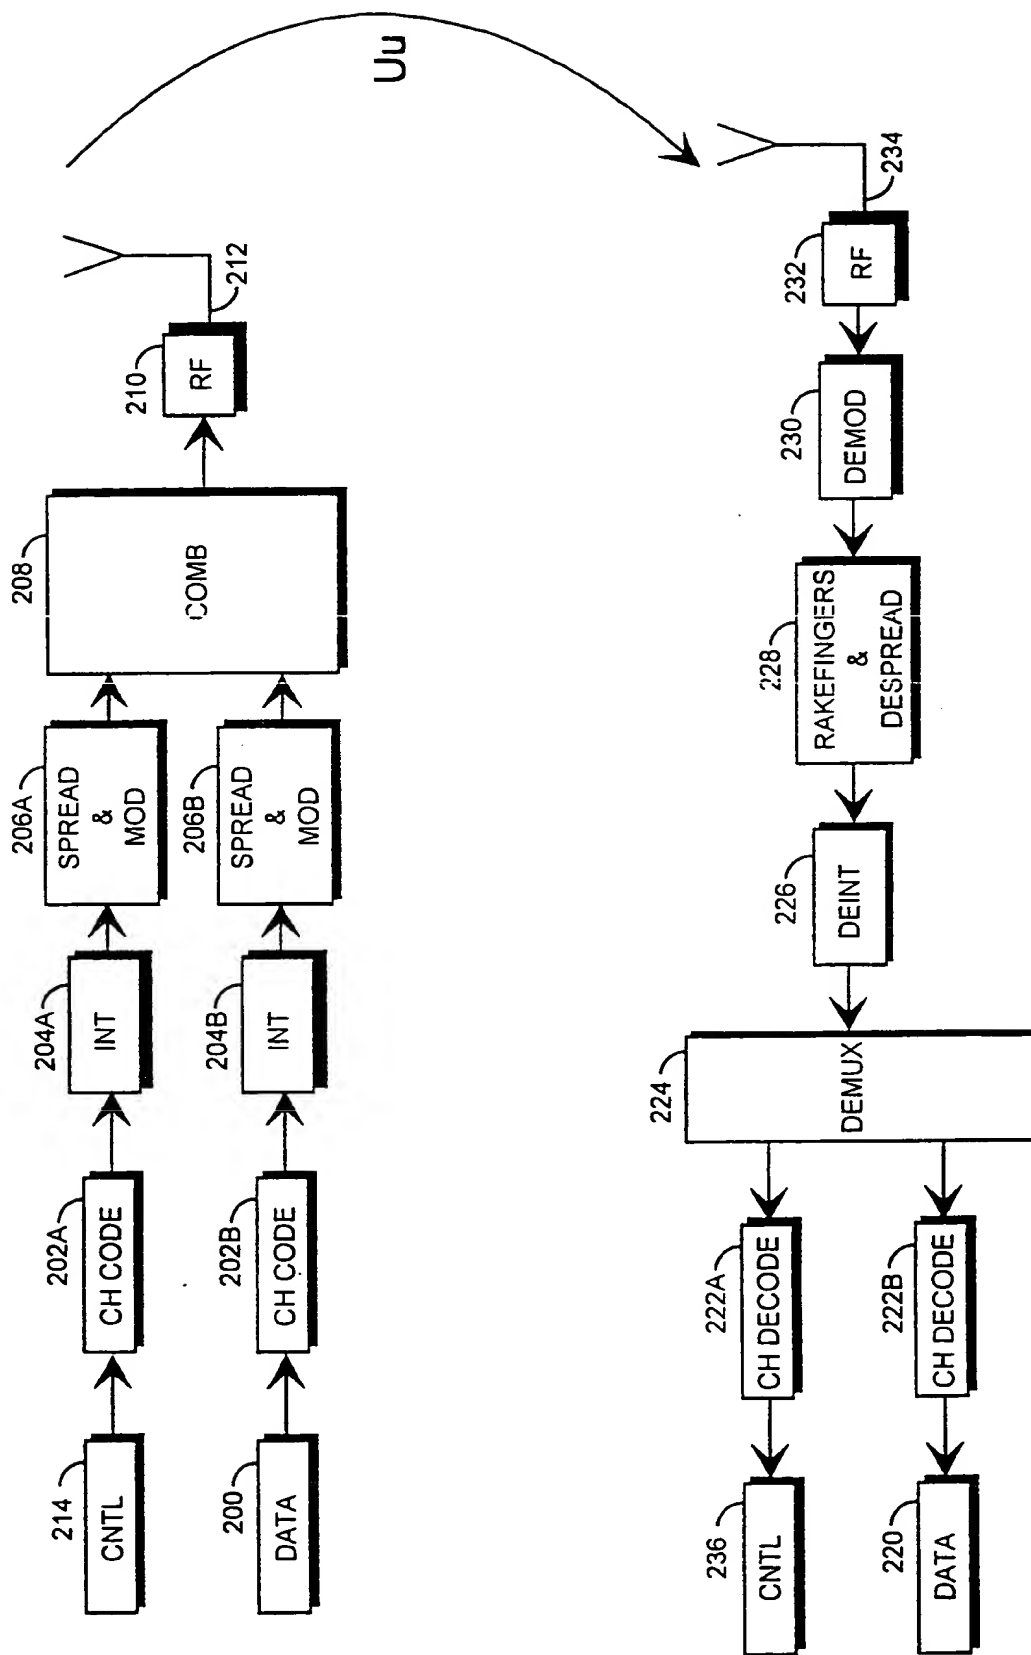 214
CNTL
202A
CH CODE
204A
INT
206A
SPREAD
&
MOD
208
COMB
210
RF
212
200
DATA
202B
CH CODE
204B
INT
206B
SPREAD
&
MOD
Uu
236
CNTL
222A
CH DECODE
224
DEMUX
226
DEINT
228
RAKEFINGERS
&
DESPREAD
230
DEMOD
232
RF
234
220
DATA
222B
CH DECODE